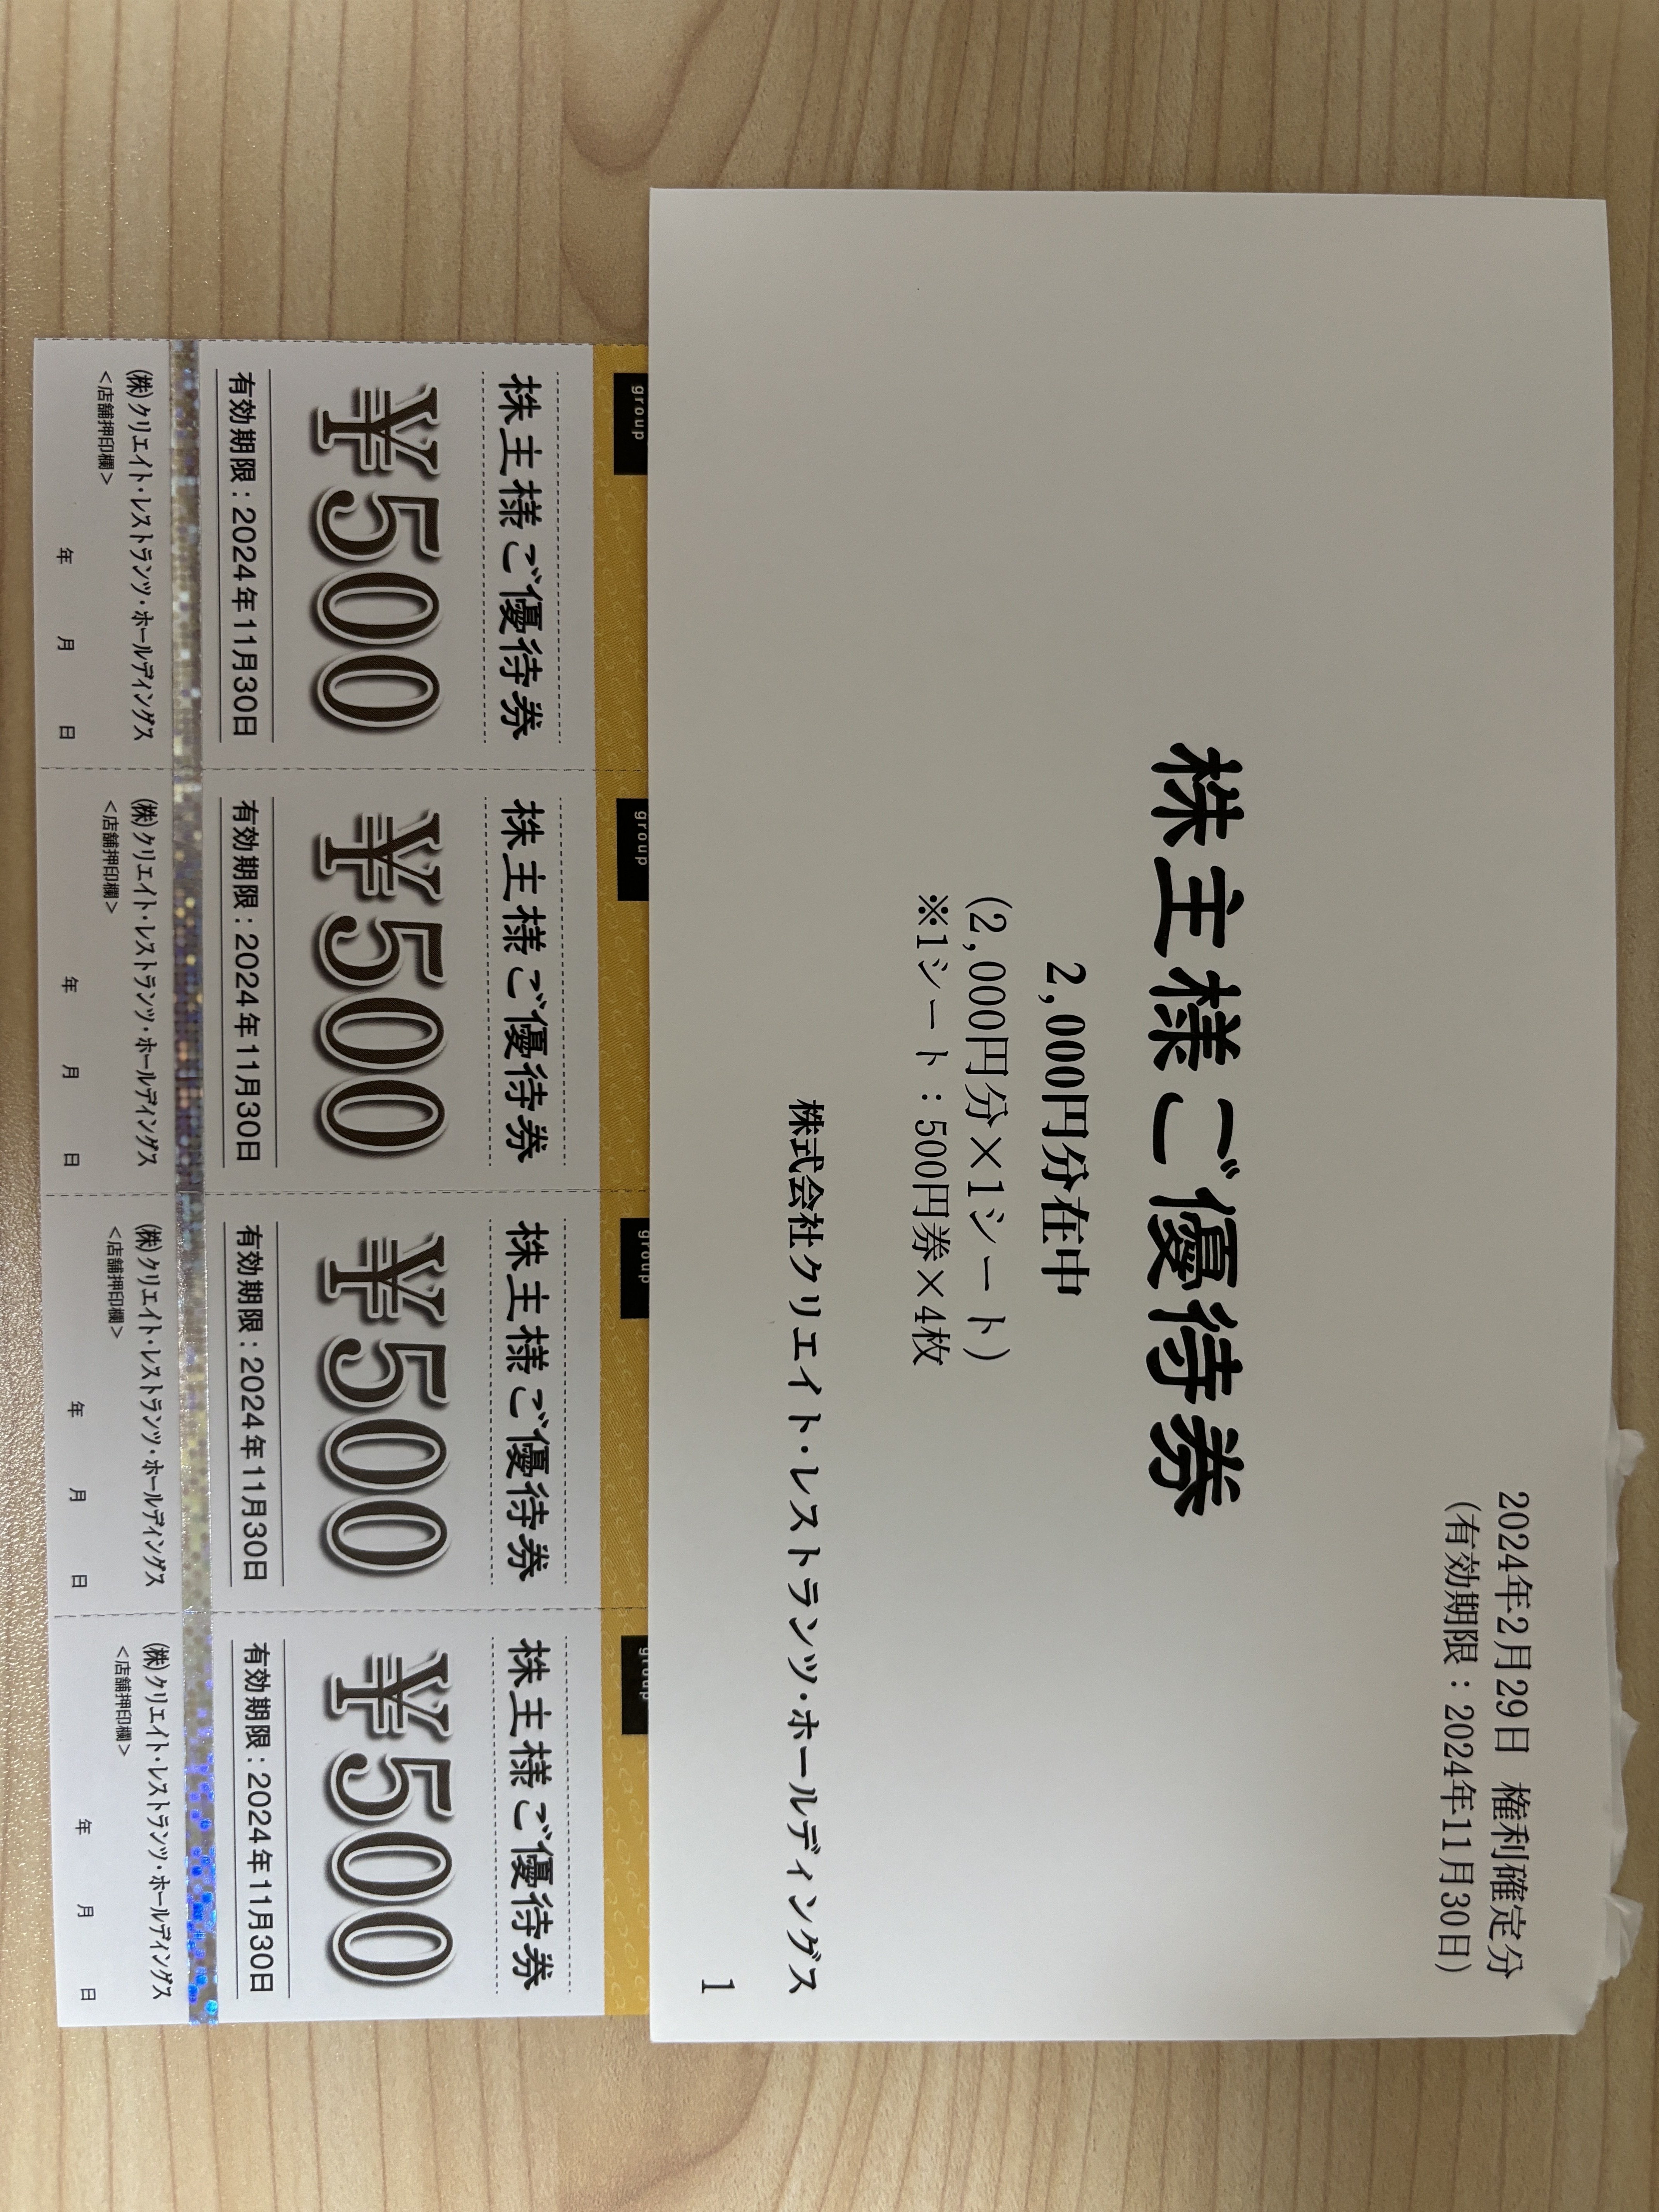 2024年2月29日 権利確定分
(有効期限：2024年11月30日)
株主様ご優待券
2,000円分在中
(2,000円分×1シート)
※1シート：500円券×4枚
株式会社クリエイト・レストランツ・ホールディングス
1
group
株主様ご優待券
¥500
有効期限：2024年11月30日
㈱クリエイト・レストランツ・ホールディングス
<店舗押印欄>
年 月 日
group
株主様ご優待券
¥500
有効期限：2024年11月30日
㈱クリエイト・レストランツ・ホールディングス
<店舗押印欄>
年 月 日
group
株主様ご優待券
¥500
有効期限：2024年11月30日
㈱クリエイト・レストランツ・ホールディングス
<店舗押印欄>
年 月 日
group
株主様ご優待券
¥500
有効期限：2024年11月30日
㈱クリエイト・レストランツ・ホールディングス
<店舗押印欄>
年 月 日